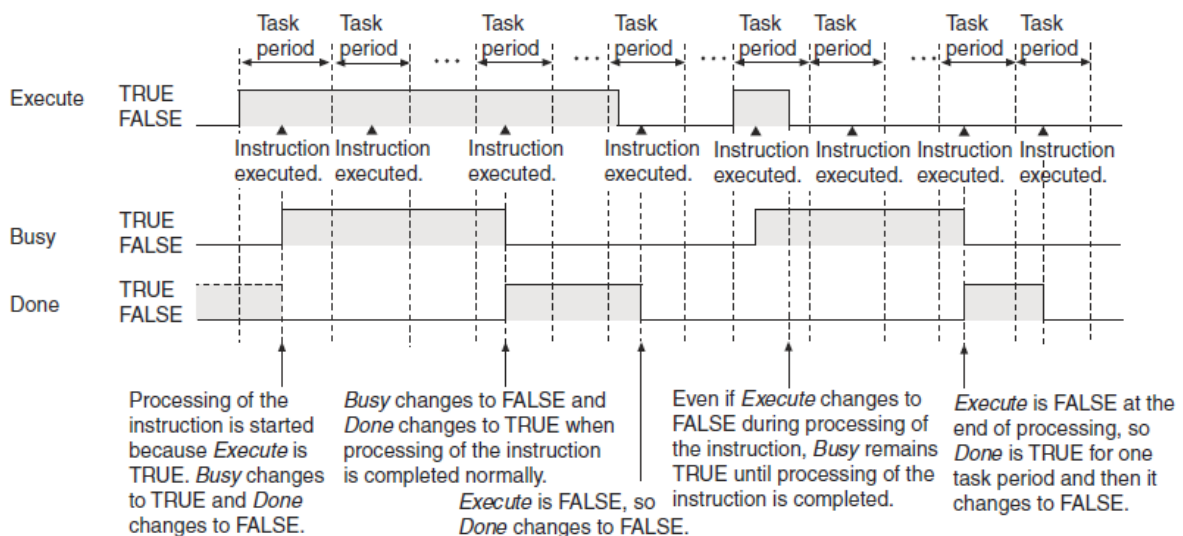 Task period Task period Task period Task period Task period Task period Task period Task period
... ... ... ...
Execute TRUE
FALSE
Instruction executed. Instruction executed. Instruction executed. Instruction executed. Instruction executed. Instruction executed. Instruction executed. Instruction executed.
Busy TRUE
FALSE
Done TRUE
FALSE
Processing of the
instruction is started
because Execute is
TRUE. Busy changes
to TRUE and Done
changes to FALSE.
Busy changes to FALSE and
Done changes to TRUE when
processing of the instruction
is completed normally.
Execute is FALSE, so
Done changes to FALSE.
Even if Execute changes to
FALSE during processing of
the instruction, Busy remains
TRUE until processing of the
instruction is completed.
Execute is FALSE at the
end of processing, so
Done is TRUE for one
task period and then it
changes to FALSE.